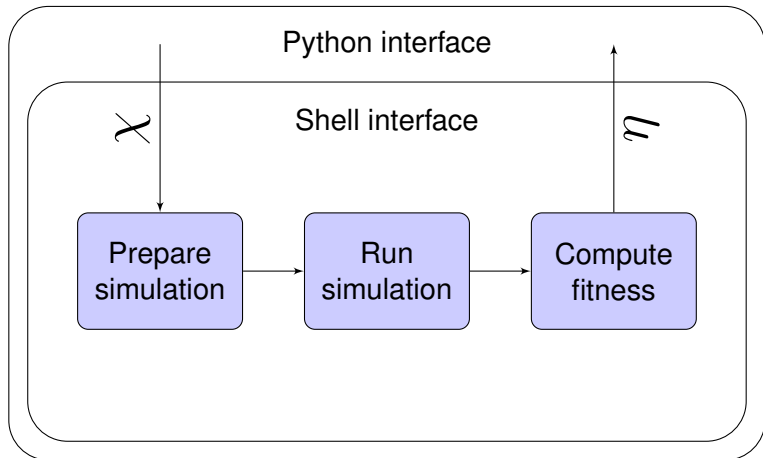 Python interface
Shell interface
χ
Prepare
simulation
Run
simulation
Compute
fitness